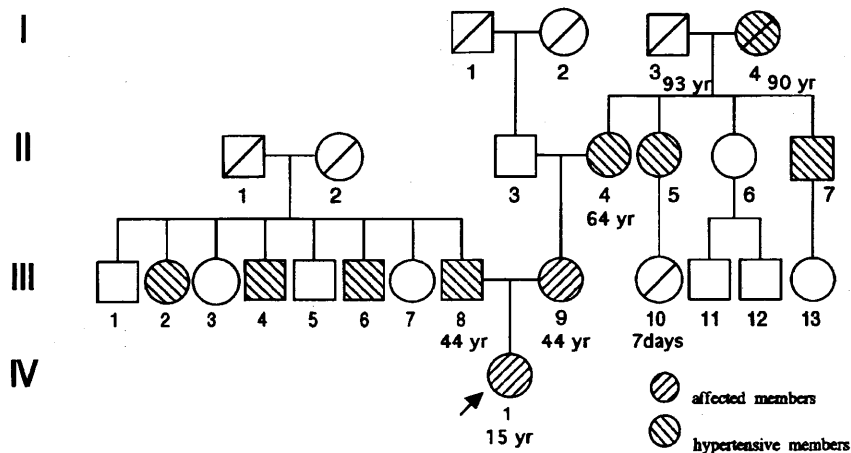 I
1 2 3 4
93 yr 90 yr
II
1 2 3 4 5 6 7
64 yr
III
1 2 3 4 5 6 7 8 9 10 11 12 13
44 yr 44 yr 7days
IV
1
15 yr
affected members
hypertensive members